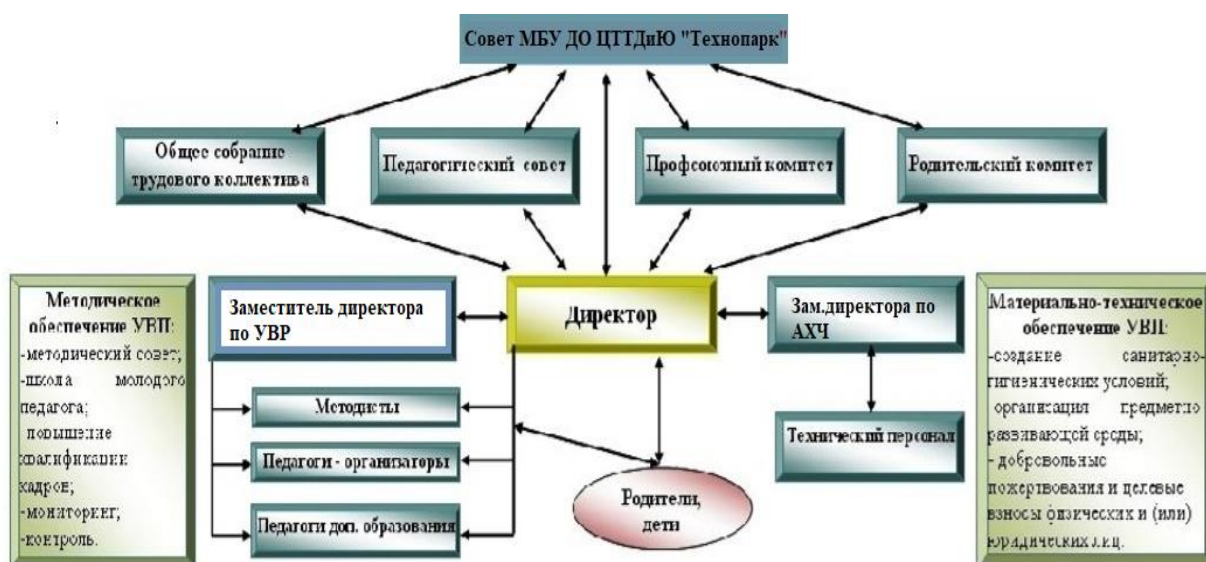 Совет МБУ ДО ЦТТДиЮ "Технопарк"
Общее собрание
трудового коллектива
Педагогический совет
Профсоюзный комитет
Родительский комитет
Методическое
обеспечение УВП:
-методический совет;
-школа молодого
педагога;
-повышение
квалификации
кадров;
-мониторинг;
-контроль.
Заместитель директора
по УВР
Директор
Зам.директора по
АХЧ
Материально-техническое
обеспечение УВП:
-создание санитарно-
гигиенических условий;
-организация предметно
развивающей среды;
- добровольные
пожертвования и целевые
взносы физических и (или)
юридических лиц.
Методисты
Педагоги - организаторы
Педагоги доп. образования
Технический персонал
Родители,
дети